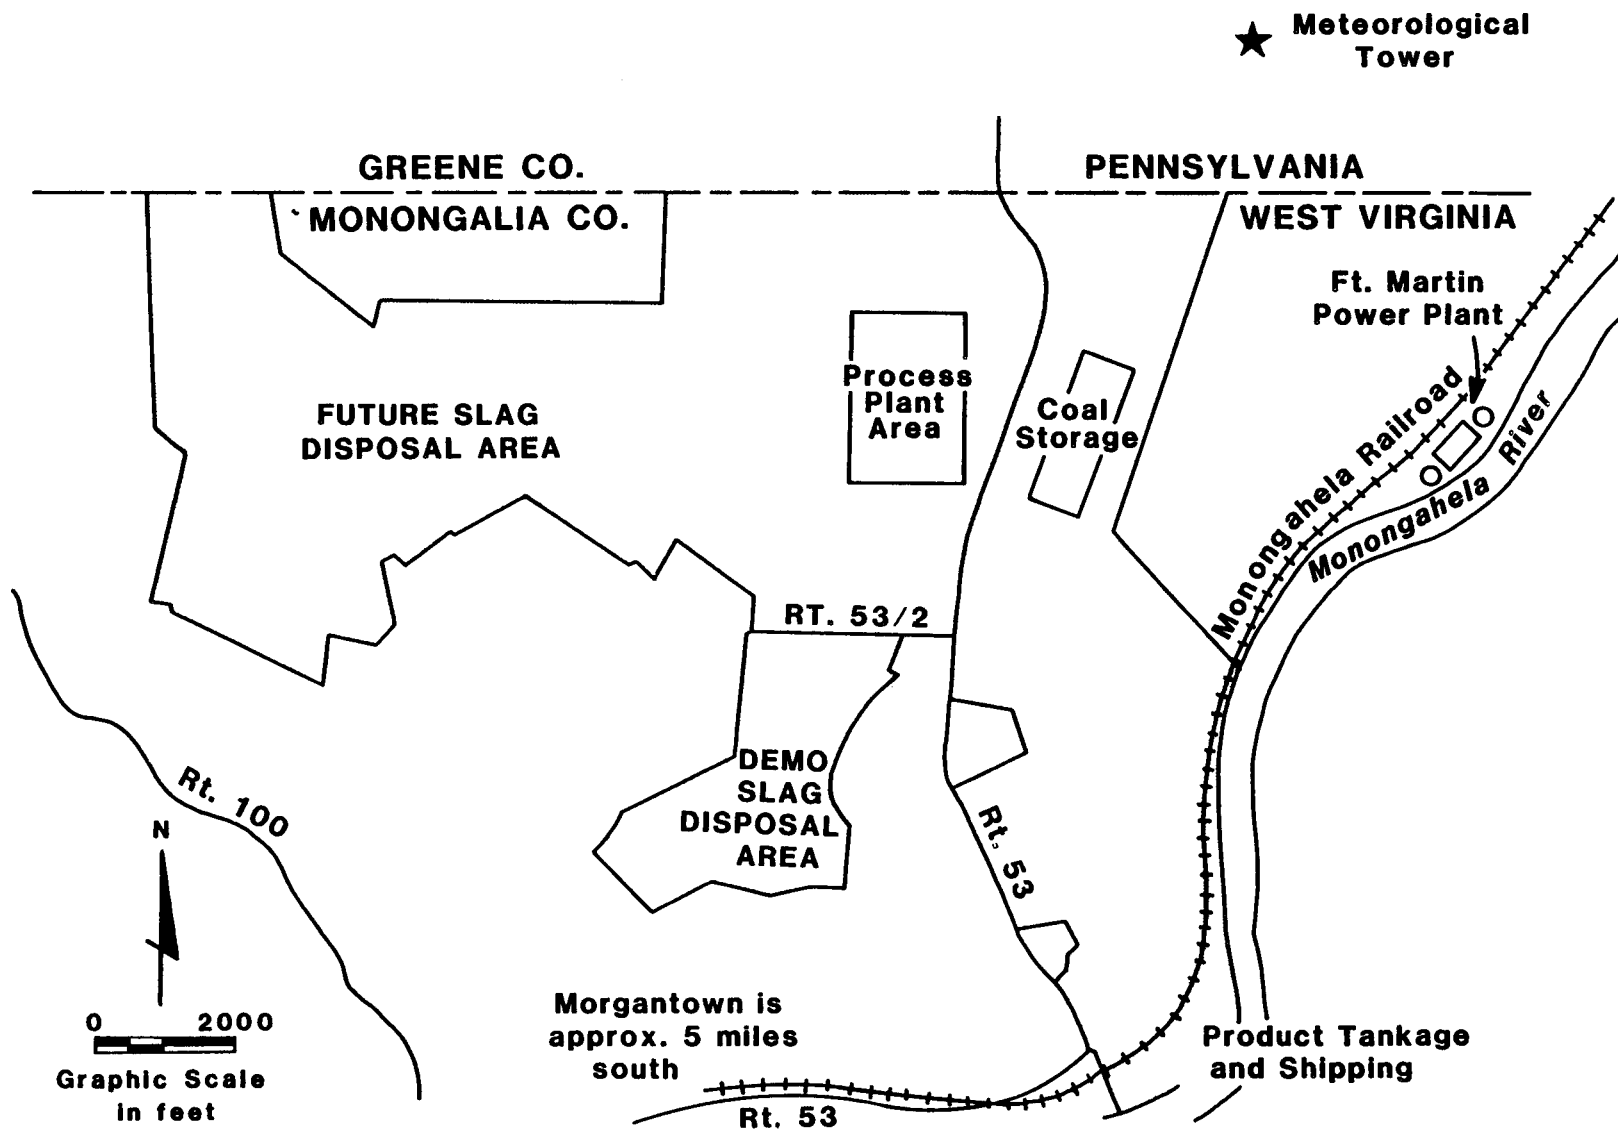 Meteorological
Tower
GREENE CO.
PENNSYLVANIA
MONONGALIA CO.
WEST VIRGINIA
Ft. Martin
Power Plant
Process
Plant
Area
Coal
Storage
FUTURE SLAG
DISPOSAL AREA
Monongahela Railroad
Monongahela River
RT. 53/2
DEMO
SLAG
DISPOSAL
AREA
Rt. 100
Rt. 53
N
0 2000
Graphic Scale
in feet
Morgantown is
approx. 5 miles
south
Product Tankage
and Shipping
Rt. 53